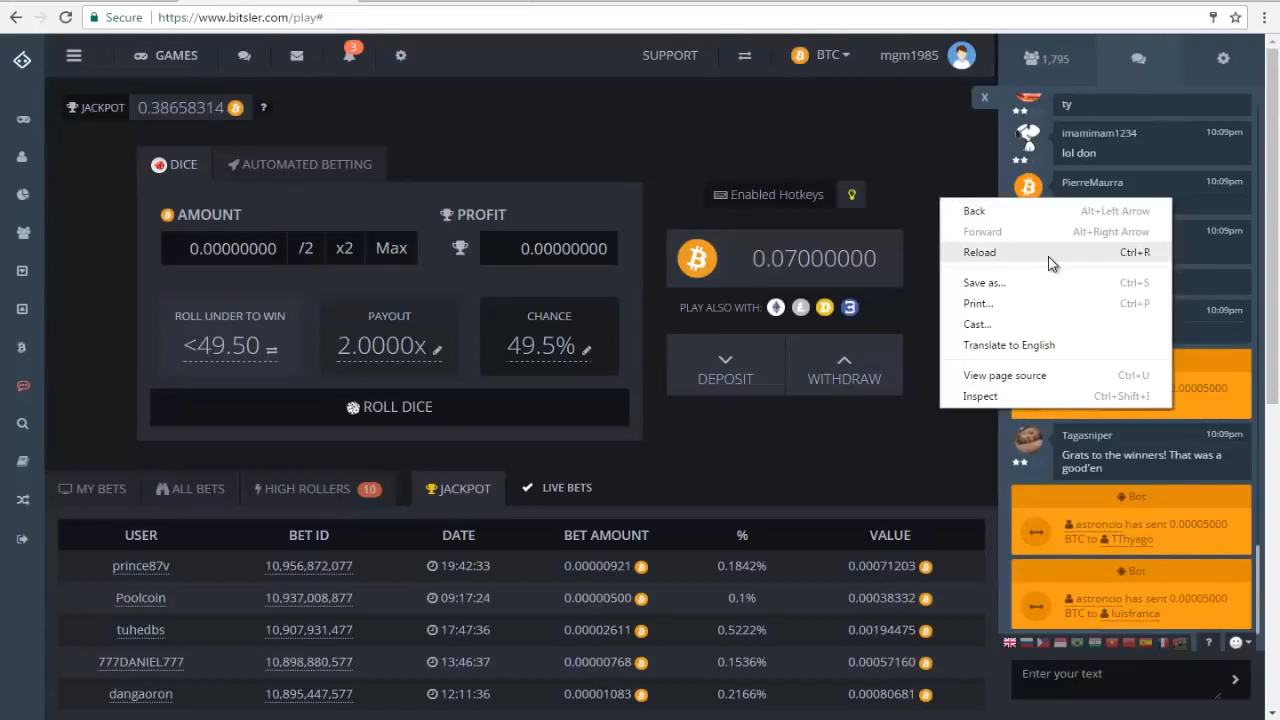 Secure https://www.bitsler.com/play#
GAMES 3 SUPPORT BTC mgm1985
1,795
JACKPOT 0.38658314 ?
X
ty
imamimam1234 10:09pm
lol don
PierreMaurra 10:09pm
DICE AUTOMATED BETTING
AMOUNT PROFIT
0.00000000 /2 x2 Max 0.00000000
ROLL UNDER TO WIN PAYOUT CHANCE
<49.50 2.0000x 49.5%
ROLL DICE
Enabled Hotkeys
0.07000000
PLAY ALSO WITH:
DEPOSIT WITHDRAW
Back Alt+Left Arrow
Forward Alt+Right Arrow
Reload Ctrl+R
Save as... Ctrl+S
Print... Ctrl+P
Cast...
Translate to English
View page source Ctrl+U
Inspect Ctrl+Shift+I
10:09pm
10:09pm
0.00005000
Tagasniper 10:09pm
Grats to the winners! That was a
good'en
Bot
astroncio has sent 0.00005000
BTC to TThyago
Bot
astroncio has sent 0.00005000
BTC to luisfranca
?
Enter your text
MY BETS ALL BETS HIGH ROLLERS 10 JACKPOT LIVE BETS
USER BET ID DATE BET AMOUNT % VALUE
prince87v 10,956,872,077 19:42:33 0.00000921 0.1842% 0.00071203
Poolcoin 10,937,008,877 09:17:24 0.00000500 0.1% 0.00038332
tuhedbs 10,907,931,477 17:47:36 0.00002611 0.5222% 0.00194475
777DANIEL777 10,898,880,577 13:46:37 0.00000768 0.1536% 0.00057160
dangaoron 10,895,447,577 12:11:36 0.00001083 0.2166% 0.00080681